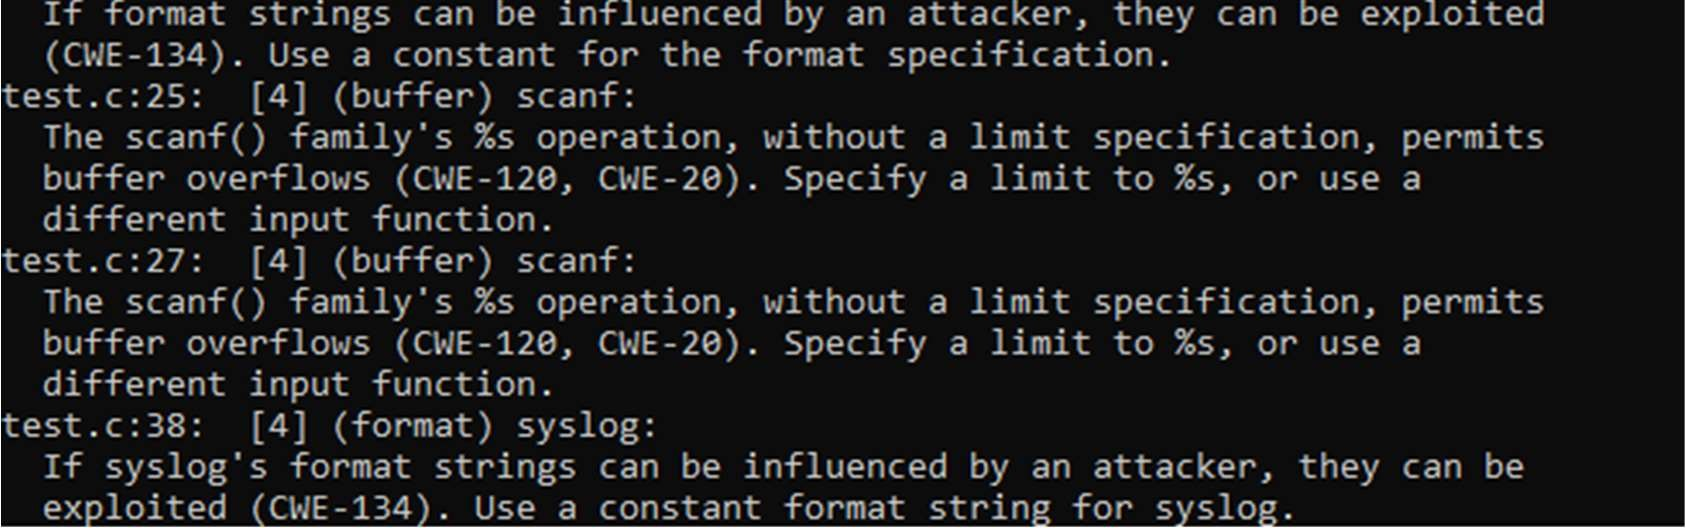 If format strings can be influenced by an attacker, they can be exploited
(CWE-134). Use a constant for the format specification.
test.c:25:  [4] (buffer) scanf:
The scanf() family's %s operation, without a limit specification, permits
buffer overflows (CWE-120, CWE-20). Specify a limit to %s, or use a
different input function.
test.c:27:  [4] (buffer) scanf:
The scanf() family's %s operation, without a limit specification, permits
buffer overflows (CWE-120, CWE-20). Specify a limit to %s, or use a
different input function.
test.c:38:  [4] (format) syslog:
If syslog's format strings can be influenced by an attacker, they can be
exploited (CWE-134). Use a constant format string for syslog.